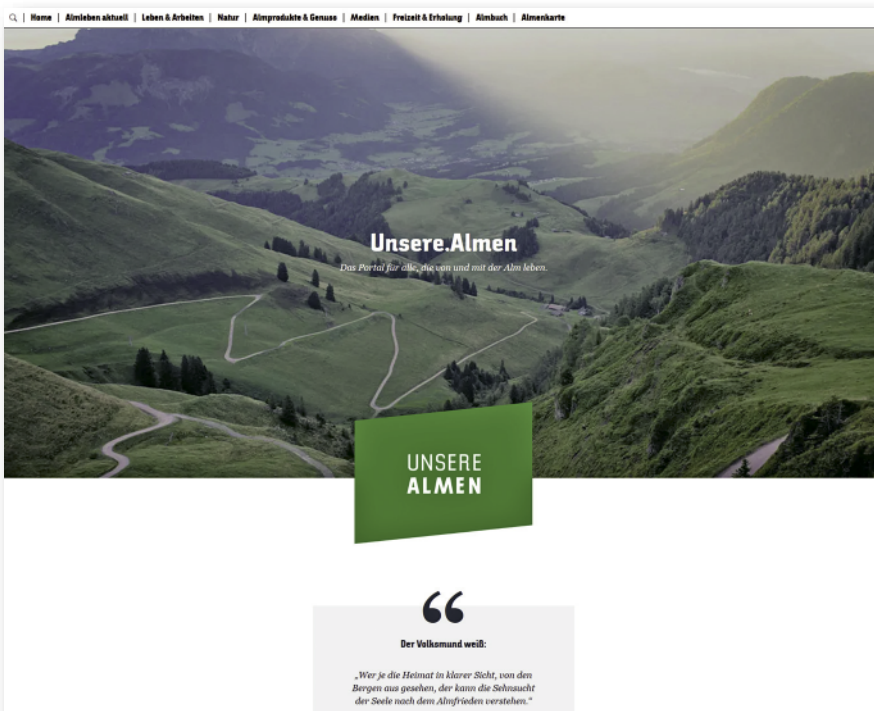 Home | Almleben aktuell | Leben & Arbeiten | Natur | Almprodukte & Genuss | Medien | Freizeit & Erholung | Almbuch | Almenkarte
Unsere.Almen
Das Portal für alle, die von und mit der Alm leben.
UNSERE
ALMEN
“
Der Volksmund weiß:
„Wer je die Heimat in klarer Sicht, von den
Bergen aus gesehen, der kann die Sehnsucht
der Seele nach dem Almfrieden verstehen.“